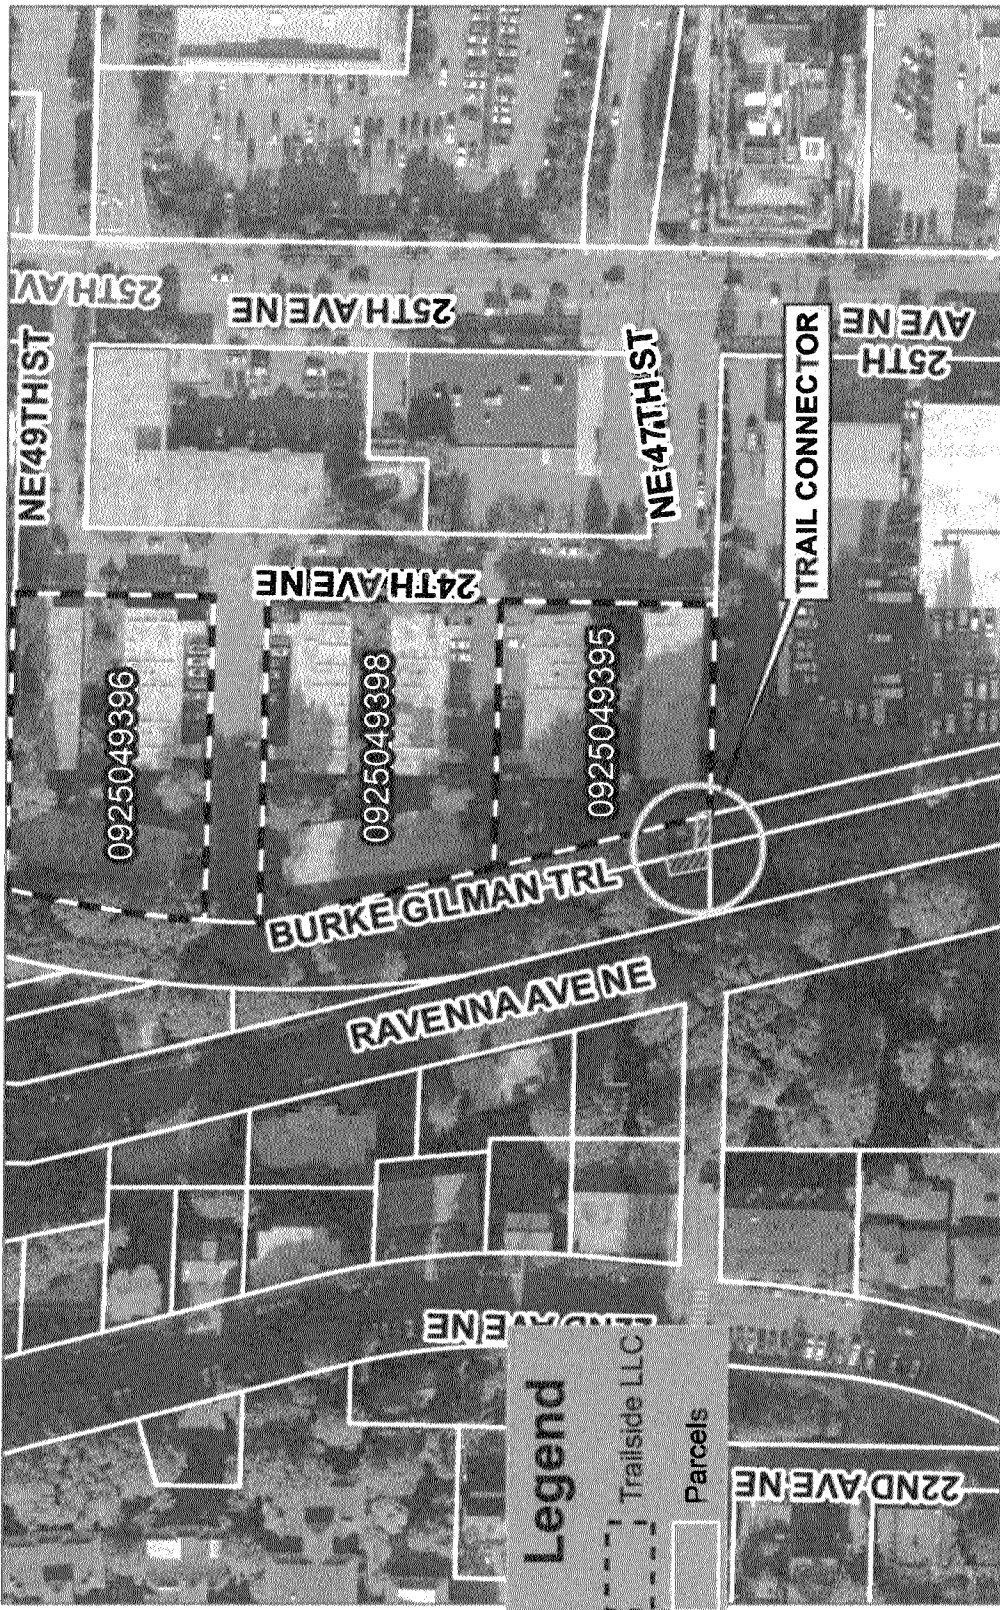 25TH AV
25TH AVE NE
25TH
AVE NE
NE 49TH ST
NE 47TH ST
TRAIL CONNECTOR
24TH AVE NE
0925049396
0925049398
0925049395
BURKE GILMAN TRL
RAVENNA AVE NE
AVE NE
22ND AVE NE
Legend
Trailside LLC
Parcels